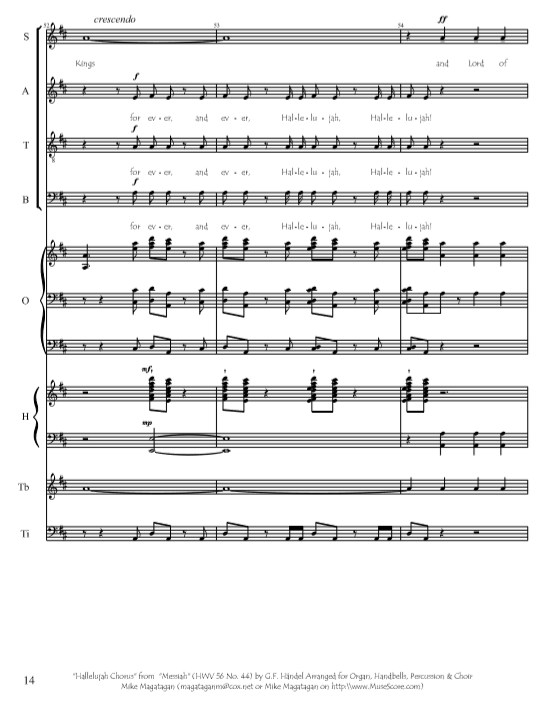 52 crescendo 53 54 ff
S
Kings and Lord of
f
A
for ev • er, and ev • er, Hal • le • lu • jah, Hal • le • lu • jah!
f
T
8
for ev • er, and ev • er, Hal • le • lu • jah, Hal • le • lu • jah!
f
B
for ev • er, and ev • er, Hal • le • lu • jah, Hal • le • lu • jah!
O
mf
H
mp
Tb
Ti
"Hallelujah Chorus" from "Messiah" (HWV 56 No. 44) by G.F. Händel Arranged for Organ, Handbells, Percussion & Choir
14 Mike Magatagan (magataganm@cox.net or Mike Magatagan on http:\\www.MuseScore.com)